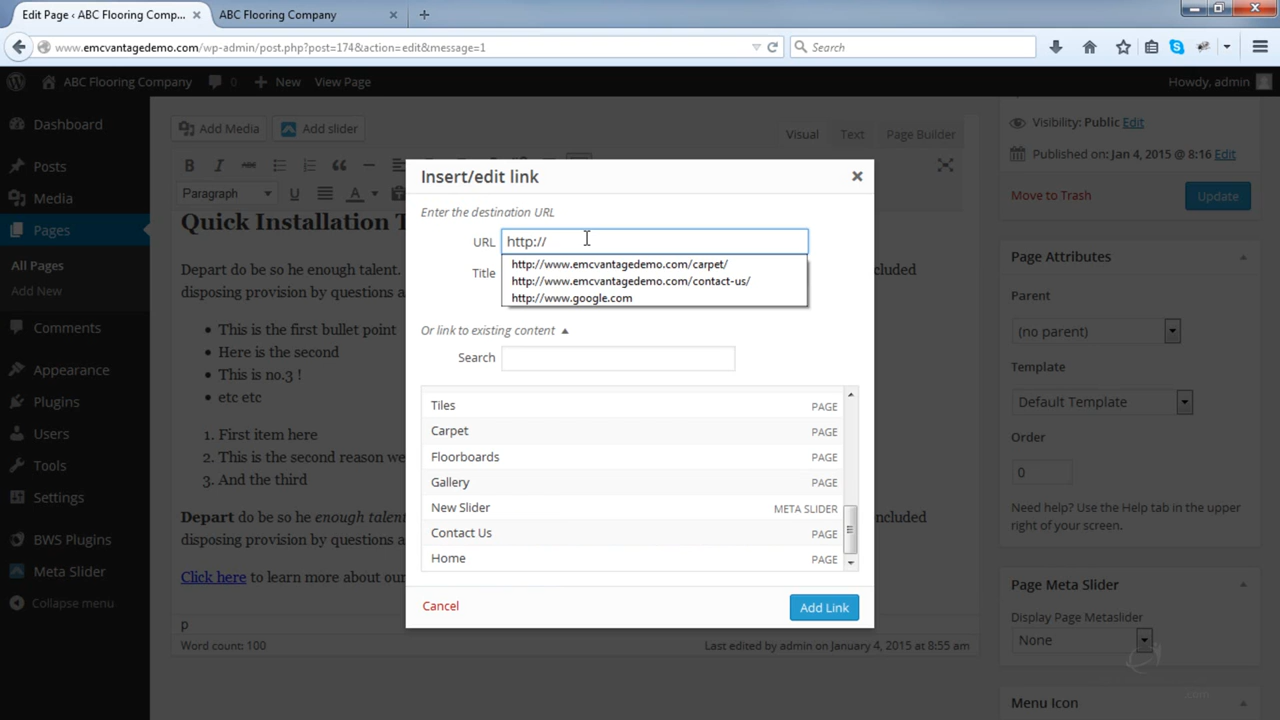 Edit Page ‹ ABC Flooring Comp... ×
ABC Flooring Company ×
www.emcvantagedemo.com/wp-admin/post.php?post=174&action=edit&message=1
Search
ABC Flooring Company 0 New View Page Howdy, admin
Dashboard
Posts
Media
Pages
All Pages
Add New
Comments
Appearance
Plugins
Users
Tools
Settings
BWS Plugins
Meta Slider
Collapse menu
Add Media Add slider Visual Text Page Builder
B I ABC
Paragraph U A
Quick Installation T
Depart do be so he enough talent. cluded
disposing provision by questions a
This is the first bullet point
Here is the second
This is no.3 !
etc etc
1. First item here
2. This is the second reason we
3. And the third
Depart do be so he enough talent ncluded
disposing provision by questions a
Click here to learn more about our
p
Word count: 100 Last edited by admin on January 4, 2015 at 8:55 am
Insert/edit link ×
Enter the destination URL
URL http://
http://www.emcvantagedemo.com/carpet/
http://www.emcvantagedemo.com/contact-us/
http://www.google.com
Title
Or link to existing content
Search
Tiles PAGE
Carpet PAGE
Floorboards PAGE
Gallery PAGE
New Slider META SLIDER
Contact Us PAGE
Home PAGE
Cancel Add Link
Visibility: Public Edit
Published on: Jan 4, 2015 @ 8:16 Edit
Move to Trash Update
Page Attributes
Parent
(no parent)
Template
Default Template
Order
0
Need help? Use the Help tab in the upper
right of your screen.
Page Meta Slider
Display Page Metaslider
None
.com
Menu Icon